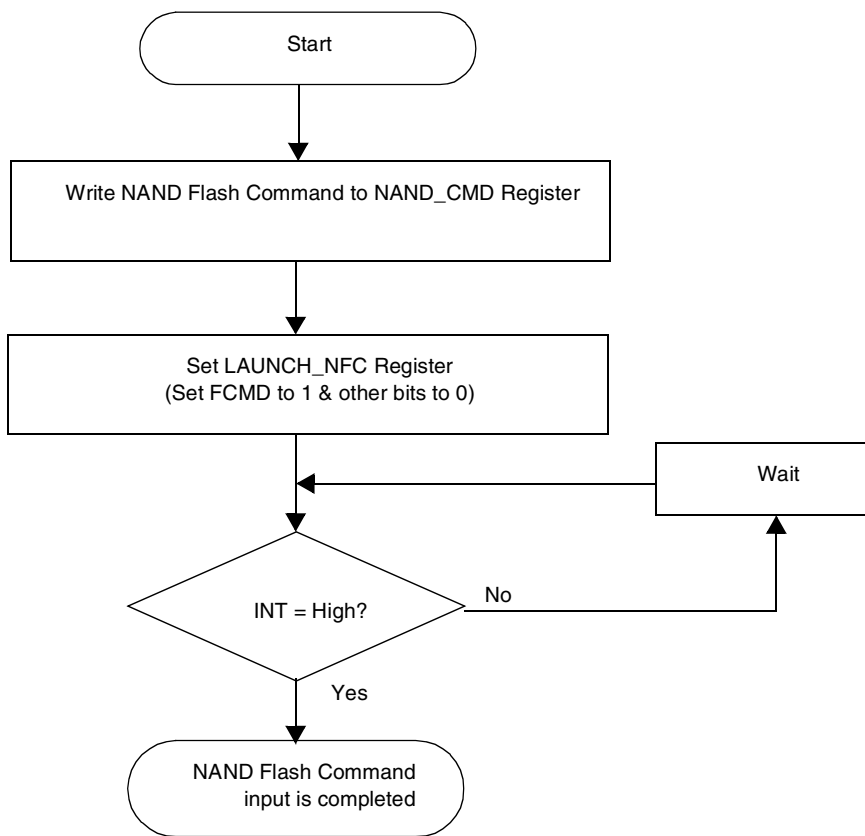 Start
Write NAND Flash Command to NAND_CMD Register
Set LAUNCH_NFC Register
(Set FCMD to 1 & other bits to 0)
Wait
INT = High?
No
Yes
NAND Flash Command
input is completed